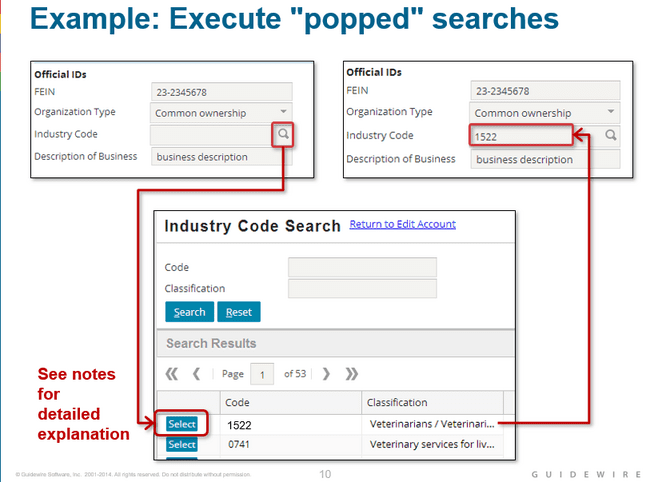 Example: Execute "popped" searches
Official IDs
FEIN 23-2345678
Organization Type Common ownership
Industry Code
Description of Business business description
Official IDs
FEIN 23-2345678
Organization Type Common ownership
Industry Code 1522
Description of Business business description
Industry Code Search Return to Edit Account
Code
Classification
Search Reset
Search Results
Page 1 of 53
Code Classification
Select 1522 Veterinarians / Veterinari...
Select 0741 Veterinary services for liv...
See notes
for
detailed
explanation
© Guidewire Software, Inc. 2001-2014. All rights reserved. Do not distribute without permission.
10
GUIDEWIRE